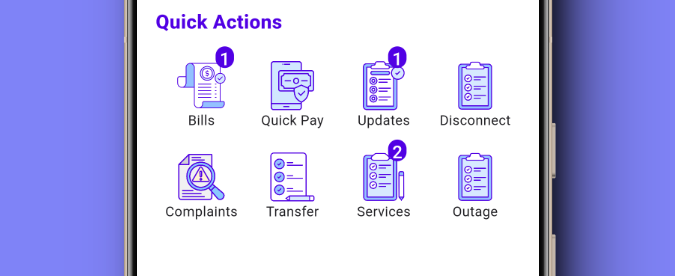 Quick Actions
1 1
Bills Quick Pay Updates Disconnect
2
Complaints Transfer Services Outage